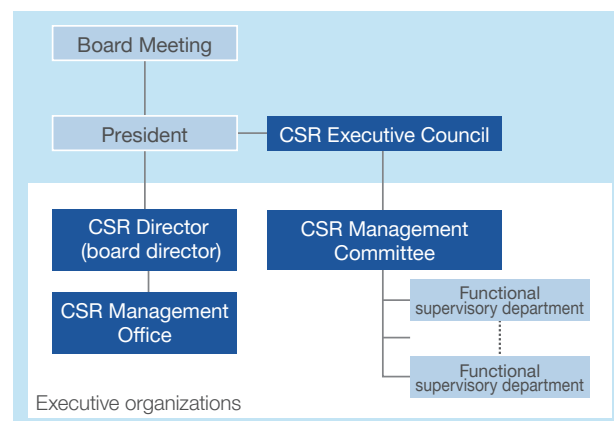 Board Meeting
President
CSR Executive Council
CSR Director
(board director)
CSR Management
Committee
CSR Management
Office
Functional
supervisory department
Functional
supervisory department
Executive organizations